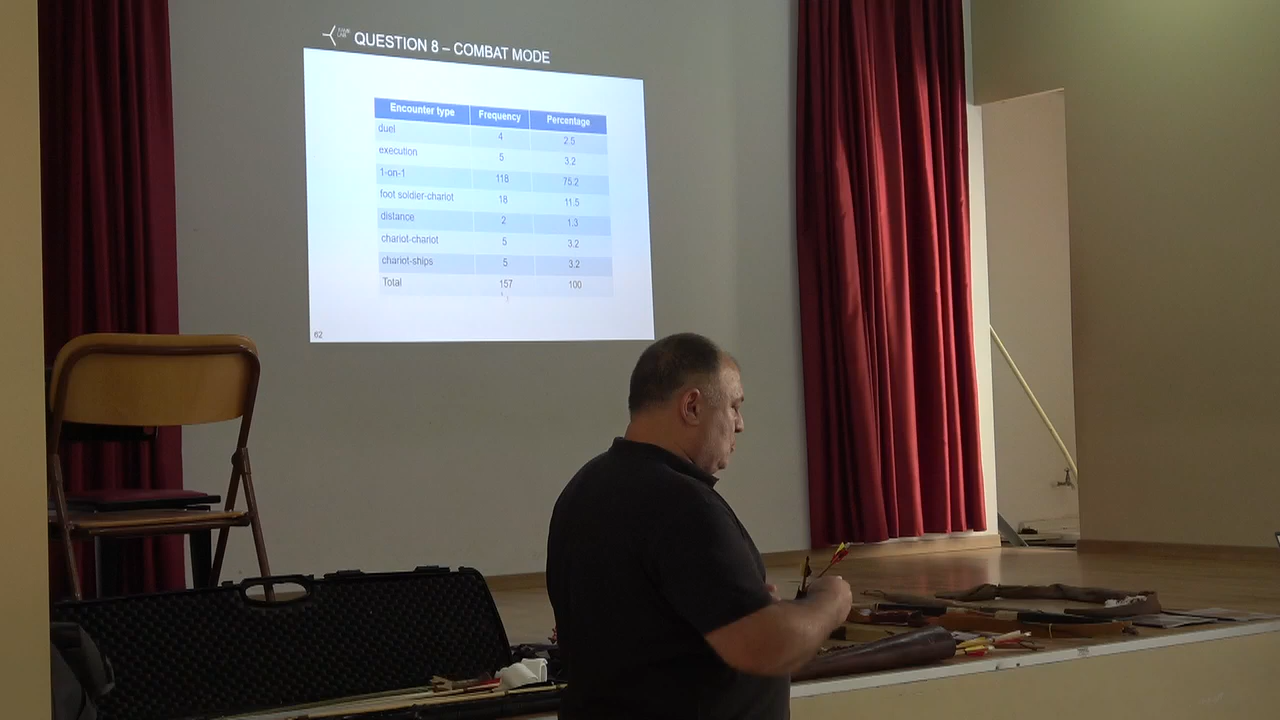 QUESTION 8 – COMBAT MODE
Encounter type Frequency Percentage
duel 4 2.5
execution 5 3.2
1-on-1 118 75.2
foot soldier-chariot 18 11.5
distance 2 1.3
chariot-chariot 5 3.2
chariot-ships 5 3.2
Total 157 100
62